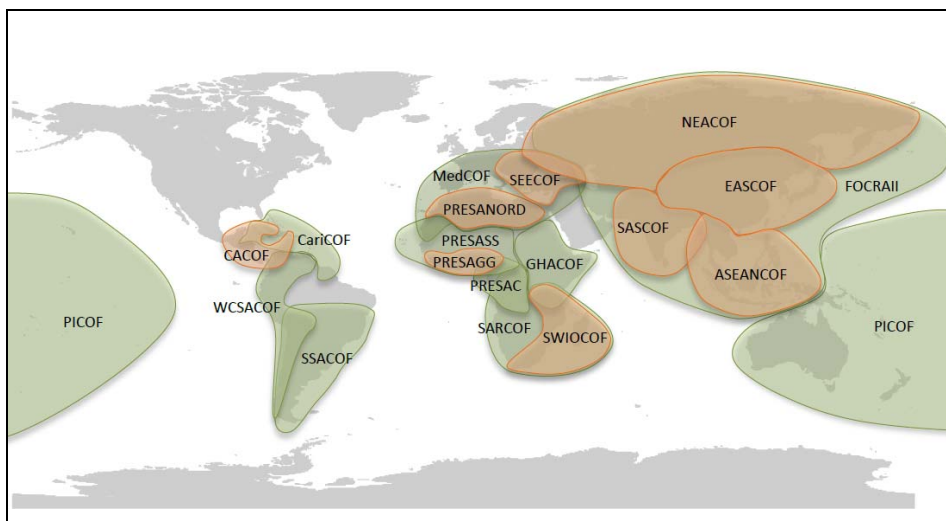 NEACOF
MedCOF
SEECOF
EASCOF
FOCRAII
PRESANORD
SASCOF
CariCOF
PRESASS
CACOF
PRESAGG
GHACOF
ASEANCOF
PRESAC
WCSACOF
PICOF
SARCOF
SWIOCOF
PICOF
SSACOF